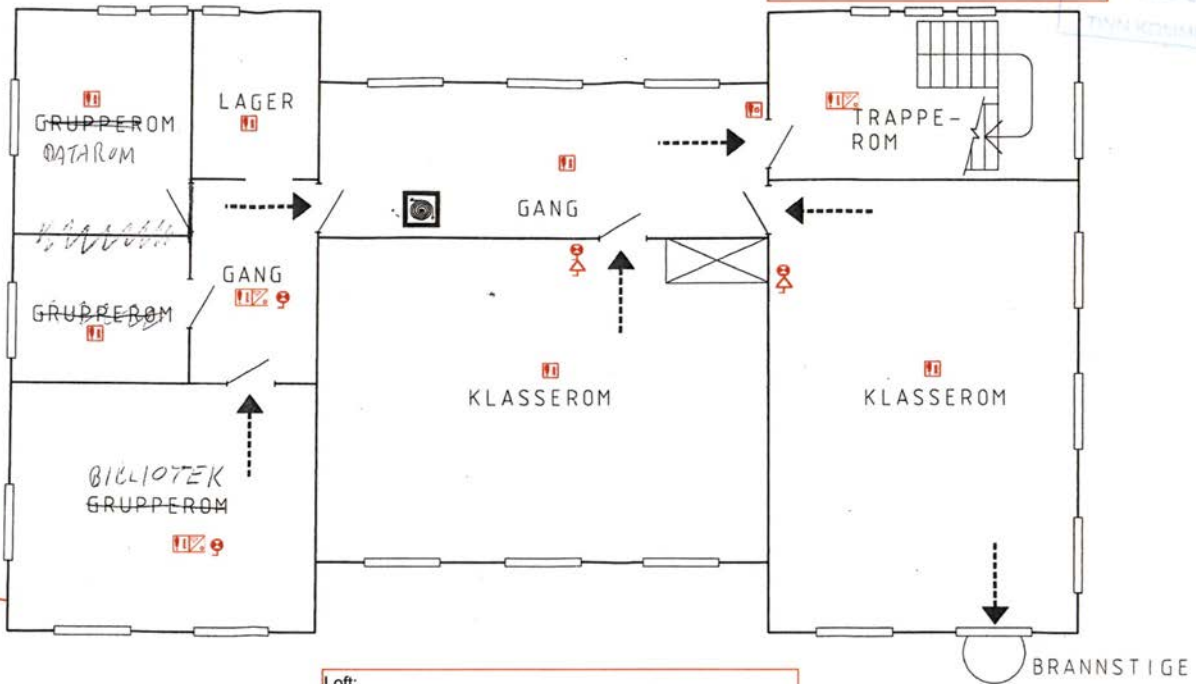 GRUPPEROM
DATAROM
LAGER
TRAPPE-
ROM
GANG
GANG
GRUPPEROM
KLASSEROM
KLASSEROM
BIBLIOTEK
GRUPPEROM
BRANNSTIGE
Loft: